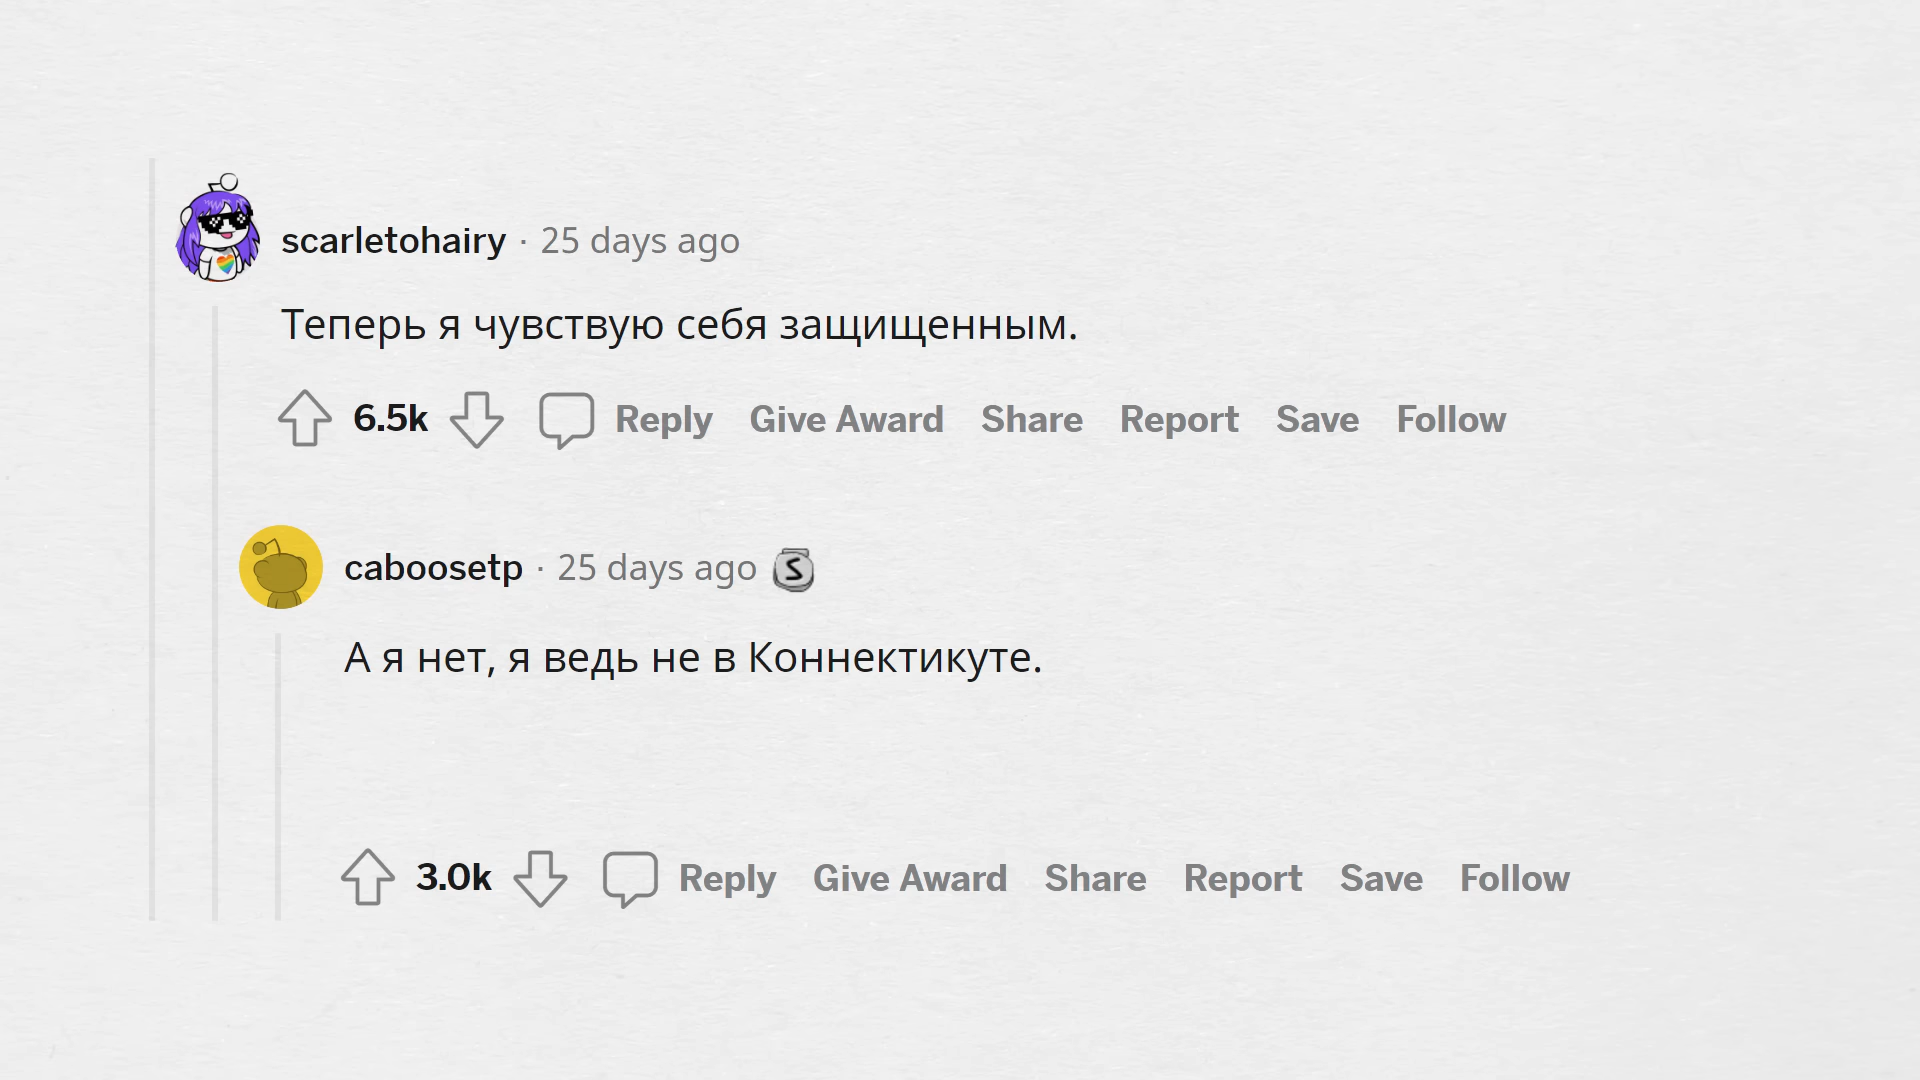 scarletohairy · 25 days ago
Теперь я чувствую себя защищенным.
6.5k Reply Give Award Share Report Save Follow
caboosetp · 25 days ago S
А я нет, я ведь не в Коннектикуте.
3.0k Reply Give Award Share Report Save Follow